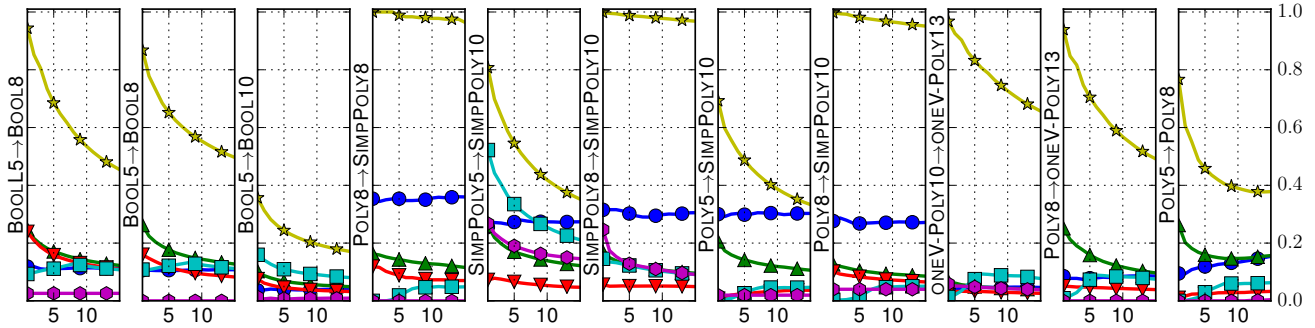 BOOLL5→BOOL8
BOOL5→BOOL8
BOOL5→BOOL10
POLY8→SIMPPOLY8
SIMPPOLY5→SIMPPOLY10
SIMPPOLY8→SIMPPOLY10
POLY5→SIMPPOLY10
POLY8→SIMPPOLY10
ONEV-POLY10→ONEV-POLY13
POLY8→ONEV-POLY13
POLY5→POLY8
1.0
0.8
0.6
0.4
0.2
0.0
5 10 5 10 5 10 5 10 5 10 5 10 5 10 5 10 5 10 5 10 5 10